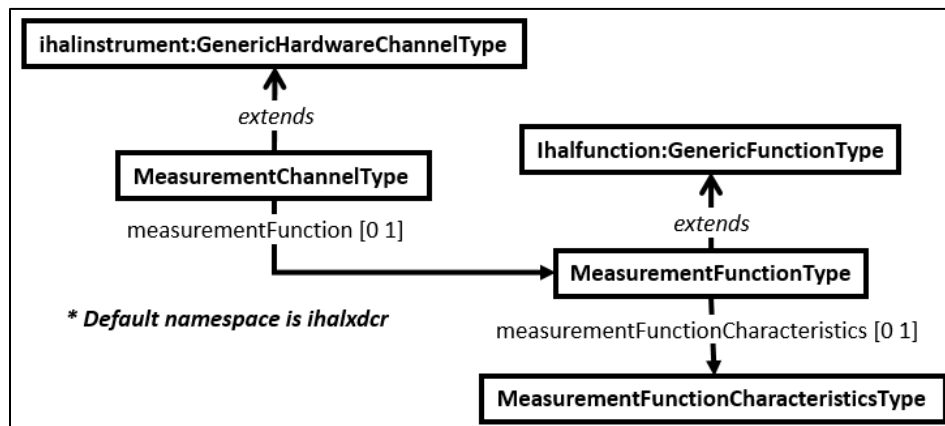 ihalinstrument:GenericHardwareChannelType
extends
Ihalfunction:GenericFunctionType
MeasurementChannelType
measurementFunction [0 1]
extends
MeasurementFunctionType
* Default namespace is ihalxdcr
measurementFunctionCharacteristics [0 1]
MeasurementFunctionCharacteristicsType